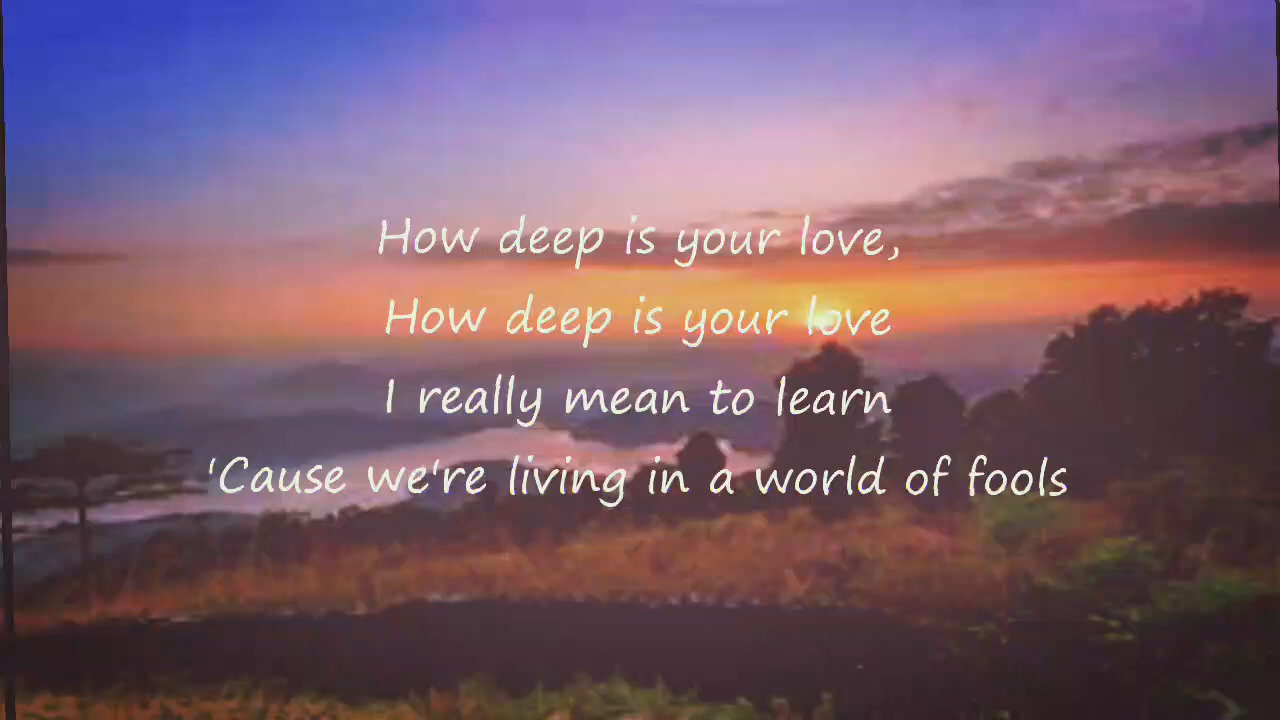 How deep is your love,
How deep is your love
I really mean to learn
'Cause we're living in a world of fools